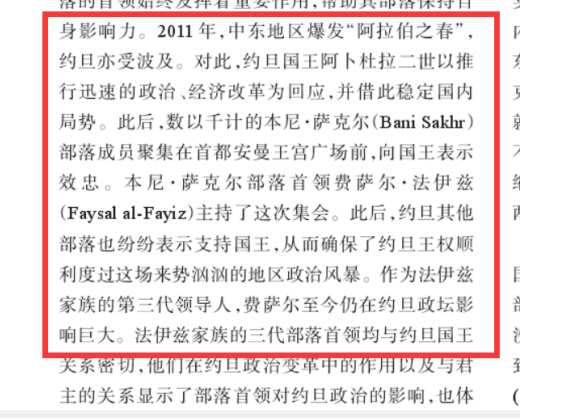 落的首领始终发挥着重要作用,帮助其部落保持自
身影响力。2011 年,中东地区爆发“阿拉伯之春”,
约旦亦受波及。对此,约旦国王阿卜杜拉二世以推
行迅速的政治、经济改革为回应,并借此稳定国内
局势。此后,数以千计的本尼·萨克尔(Bani Sakhr)
部落成员聚集在首都安曼王宫广场前,向国王表示
效忠。本尼·萨克尔部落首领费萨尔·法伊兹
(Faysal al-Fayiz)主持了这次集会。此后,约旦其他
部落也纷纷表示支持国王,从而确保了约旦王权顺
利度过这场来势汹汹的地区政治风暴。作为法伊兹
家族的第三代领导人,费萨尔至今仍在约旦政坛影
响巨大。法伊兹家族的三代部落首领均与约旦国王
关系密切,他们在约旦政治变革中的作用以及与君
主的关系显示了部落首领对约旦政治的影响,也体